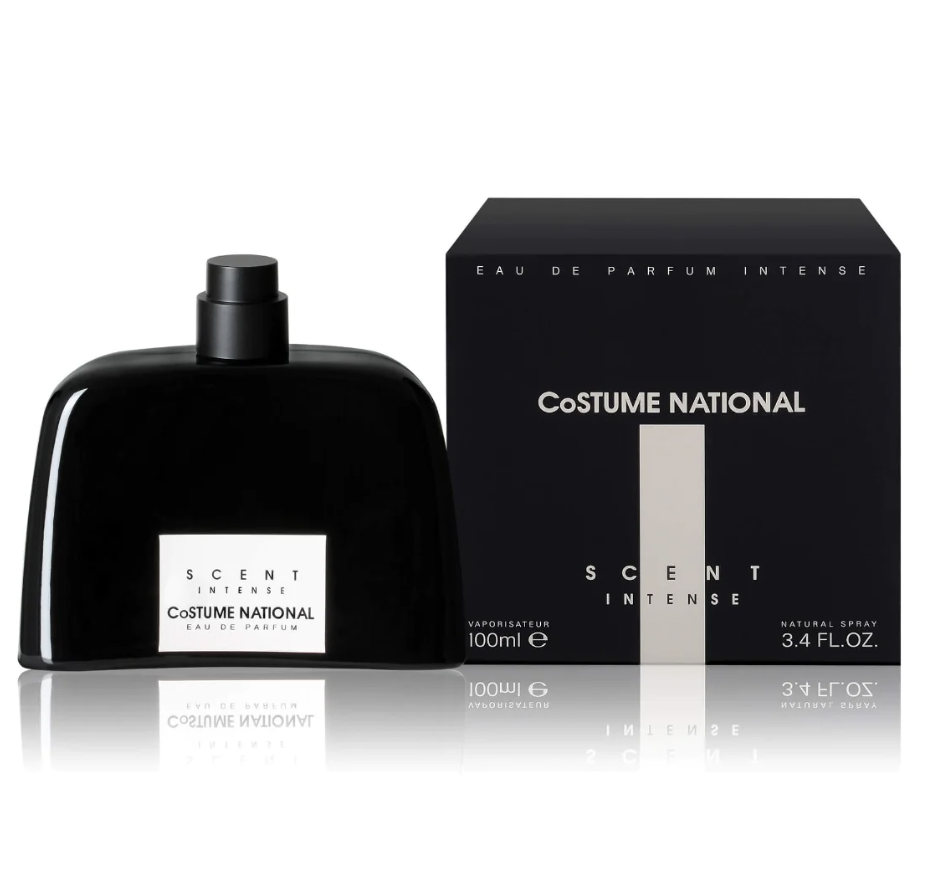 SCENT
INTENSE
CoSTUME NATIONAL
EAU DE PARFUM
EAU DE PARFUM INTENSE
CoSTUME NATIONAL
SCENT
INTENSE
VAPORISATEUR
100ml ℮
NATURAL SPRAY
3.4 FL.OZ.